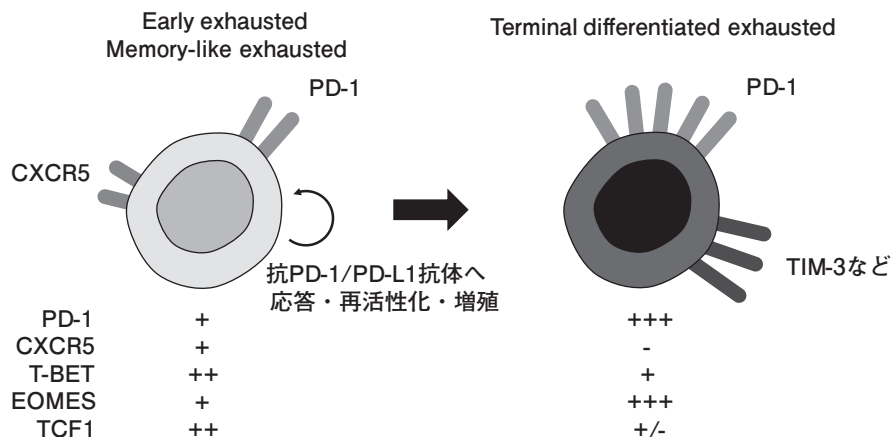 Early exhausted
Memory-like exhausted
Terminal differentiated exhausted
PD-1
PD-1
CXCR5
抗PD-1/PD-L1抗体へ
応答・再活性化・増殖
TIM-3など
PD-1 + +++
CXCR5 + -
T-BET ++ +
EOMES + +++
TCF1 ++ +/-